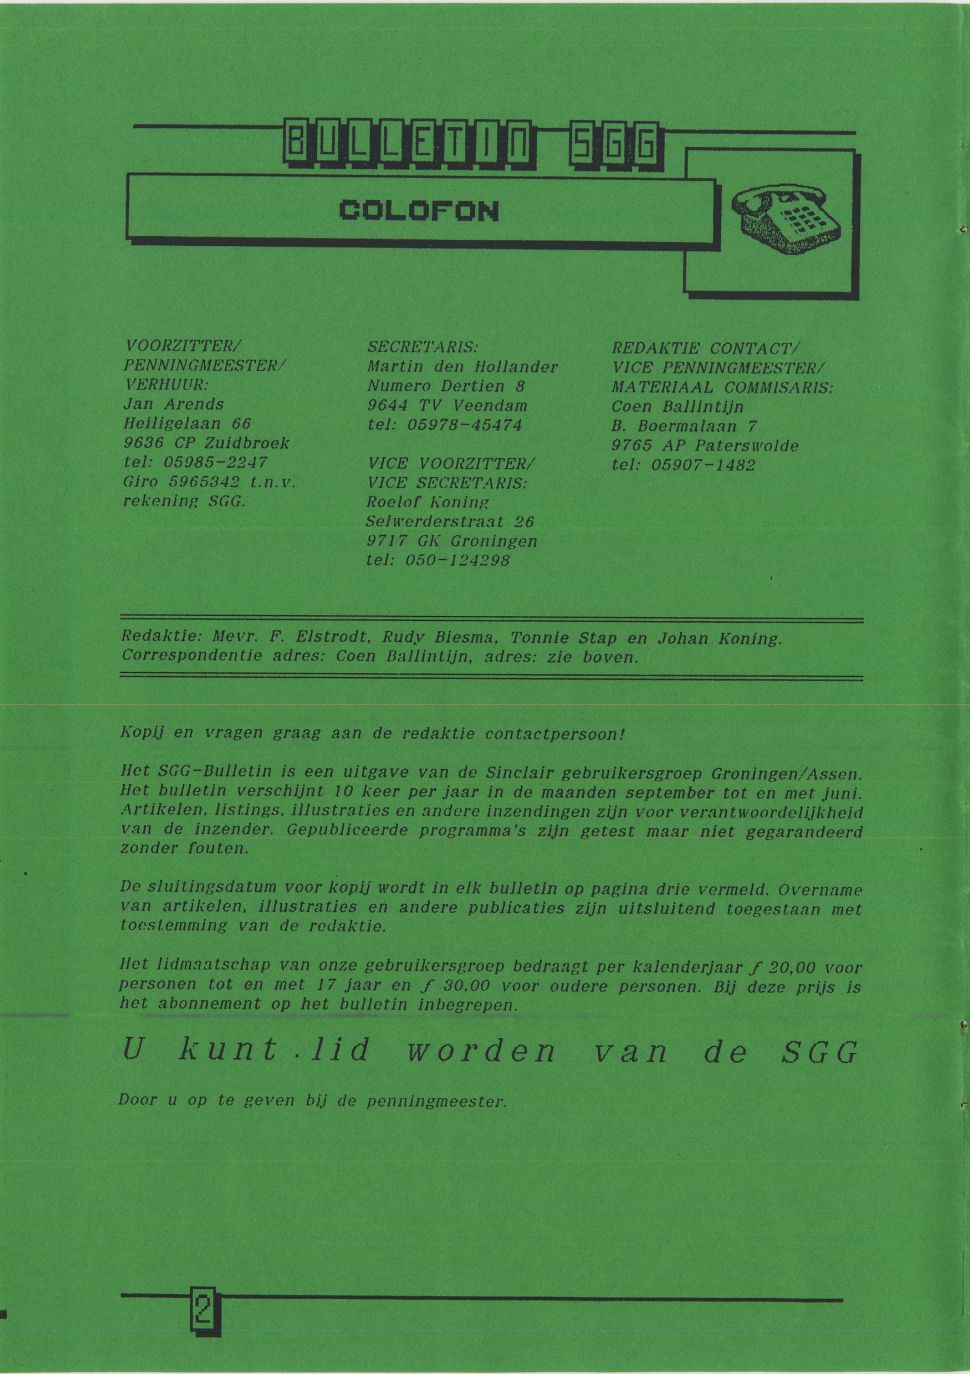 BULLETIN SGG
COLOFON
VOORZITTER/
PENNINGMEESTER/
VERHUUR:
Jan Arends
Heiligelaan 66
9636 CP Zuidbroek
tel: 05985-2247
Giro 5965342 t.n.v.
rekening SGG.
SECRETARIS:
Martin den Hollander
Numero Dertien 8
9644 TV Veendam
tel: 05978-45474
VICE VOORZITTER/
VICE SECRETARIS:
Roelof Koning
Selwerderstraat 26
9717 GK Groningen
tel: 050-124298
REDAKTIE CONTACT/
VICE PENNINGMEESTER/
MATERIAAL COMMISARIS:
Coen Ballintijn
B. Boermalaan 7
9765 AP Paterswolde
tel: 05907-1482
Redaktie: Mevr. F. Elstrodt, Rudy Biesma, Tonnie Stap en Johan Koning.
Correspondentie adres: Coen Ballintijn, adres: zie boven.
Kopij en vragen graag aan de redaktie contactpersoon!
Het SGG-Bulletin is een uitgave van de Sinclair gebruikersgroep Groningen/Assen.
Het bulletin verschijnt 10 keer per jaar in de maanden september tot en met juni.
Artikelen, listings, illustraties en andere inzendingen zijn voor verantwoordelijkheid
van de inzender. Gepubliceerde programma's zijn getest maar niet gegarandeerd
zonder fouten.
De sluitingsdatum voor kopij wordt in elk bulletin op pagina drie vermeld. Overname
van artikelen, illustraties en andere publicaties zijn uitsluitend toegestaan met
toestemming van de redaktie.
Het lidmaatschap van onze gebruikersgroep bedraagt per kalenderjaar ƒ 20,00 voor
personen tot en met 17 jaar en ƒ 30.00 voor oudere personen. Bij deze prijs is
het abonnement op het bulletin inbegrepen.
U kunt lid worden van de SGG
Door u op te geven bij de penningmeester.
2